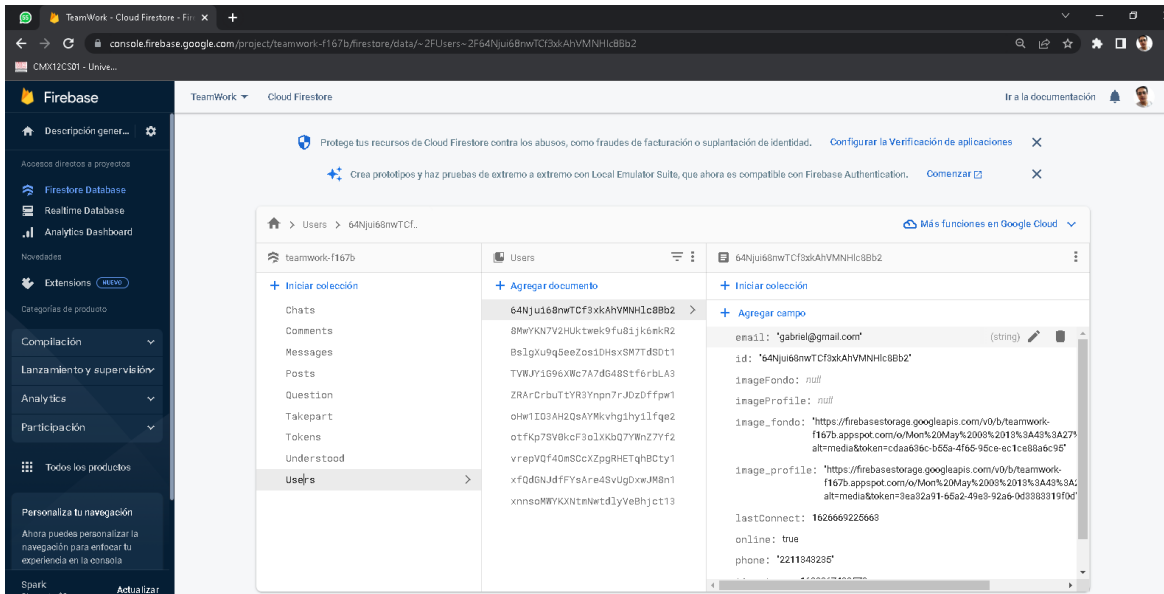 TeamWork - Cloud Firestore - Fire
console.firebase.google.com/project/teamwork-f167b/firestore/data/~2FUsers~2F64Njui68nwTCf3xkAhVMNHlc8Bb2
CMX12CS01 - Unive...
Firebase
TeamWork
Cloud Firestore
Ir a la documentación
Descripción gener...
Accesos directos a proyectos
Firestore Database
Realtime Database
Analytics Dashboard
Novedades
Extensions NUEVO
Categorías de producto
Compilación
Lanzamiento y supervisión
Analytics
Participación
Todos los productos
Personaliza tu navegación
Ahora puedes personalizar la
navegación para enfocar tu
experiencia en la consola
Spark
Actualizar
Protege tus recursos de Cloud Firestore contra los abusos, como fraudes de facturación o suplantación de identidad. Configurar la Verificación de aplicaciones
Crea prototipos y haz pruebas de extremo a extremo con Local Emulator Suite, que ahora es compatible con Firebase Authentication. Comenzar
Users
64Njui68nwTCf..
Más funciones en Google Cloud
teamwork-f167b
+ Iniciar colección
Chats
Comments
Messages
Posts
Question
Takepart
Tokens
Understood
Users
Users
+ Agregar documento
64Njui68nwTCf3xkAhVMNHlc8Bb2
8MwYKN7V2HUktwek9fu8ijk6mkR2
BslgXu9q5eeZosiDHsxSM7TdSDt1
TVWJYiG96XWc7A7dG48Stf6rbLA3
ZRArCrbuTtYR3Ynpn7rJDzDffpw1
oHw1IO3AH2QsAYMkvhgihyilfqe2
otfKp7SV0kcF3olXKbQ7YWnZ7Yf2
vrepVQf4OmSCcXZpgRHETqhBCty1
xfQdGNJdfFYsAre4SvUgDxwJM8n1
xnnsoMWYKXNtmNwtdlyVeBhjct13
64Njui68nwTCf3xkAhVMNHlc8Bb2
+ Iniciar colección
+ Agregar campo
email: "gabriel@gmail.com" (string)
id: "64Njui68nwTCf3xkAhVMNHlc8Bb2"
imageFondo: null
imageProfile: null
image_fondo: "https://firebasestorage.googleapis.com/v0/b/teamwork-
f167b.appspot.com/o/Mon%20May%2003%2013%3A43%3A27%
alt=media&token=cdaa636c-b55a-4f65-95ce-ec1ce88a6c95"
image_profile: "https://firebasestorage.googleapis.com/v0/b/teamwork-
f167b.appspot.com/o/Mon%20May%2003%2013%3A43%3A2
alt=media&token=3ea32a91-65a2-49e3-92a6-0d3383319f0d"
lastConnect: 1626669225663
online: true
phone: "2211343235"